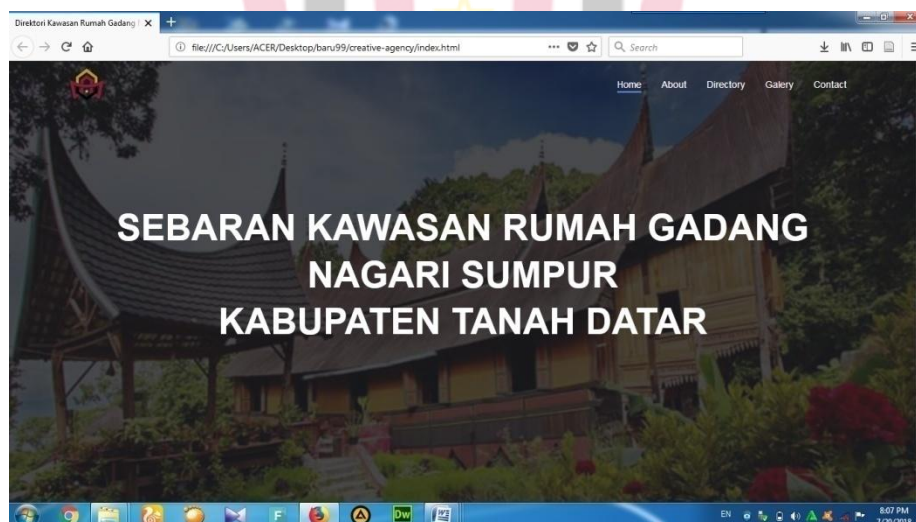 Direktori Kawasan Rumah Gadang
file:///C:/Users/ACER/Desktop/baru99/creative-agency/index.html
Search
Home About Directory Galery Contact
SEBARAN KAWASAN RUMAH GADANG
NAGARI SUMPUR
KABUPATEN TANAH DATAR
F
Dw
EN
8:07 PM